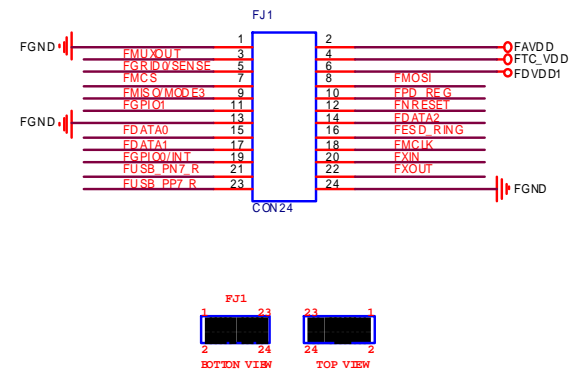 FJ1
FGND 1 2 FAVDD
FMUXOUT 3 4 FTC_VDD
FGRID0/SENSE 5 6 FDVDD1
FMCS 7 8 FMOSI
FMISO/MODE3 9 10 FPD_REG
FGPIO1 11 12 FNRESET
FGND 13 14 FDATA2
FDATA0 15 16 FESD_RING
FDATA1 17 18 FMCLK
FGPIO0/INT 19 20 FXIN
FUSB_PN7_R 21 22 FXOUT
FUSB_PP7_R 23 24 FGND
CON24
FJ1
1 23 23 1
2 24 24 2
BOTTON VIEW TOP VIEW